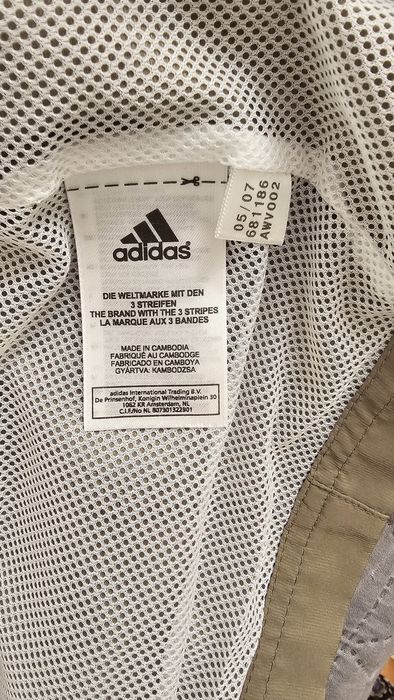 adidas
DIE WELTMARKE MIT DEN
3 STREIFEN
THE BRAND WITH THE 3 STRIPES
LA MARQUE AUX 3 BANDES
MADE IN CAMBODIA
FABRIQUÉ AU CAMBODGE
FABRICADO EN CAMBOYA
GYÁRTVA: KAMBODZSA
adidas International Trading B.V.
De Prinsenhof, Konigin Wilhelminaplein 30
1062 KR Amsterdam, NL
C.I.F./No NL 807301322B01
05/07
681186
AWV002